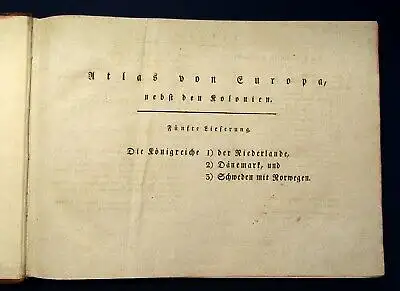 Atlas von Europa,
nebst den Kolonien.
Fünfte Lieferung.
Die Königreiche 1) der Niederlande,
2) Dänemark, und
3) Schweden mit Norwegen.